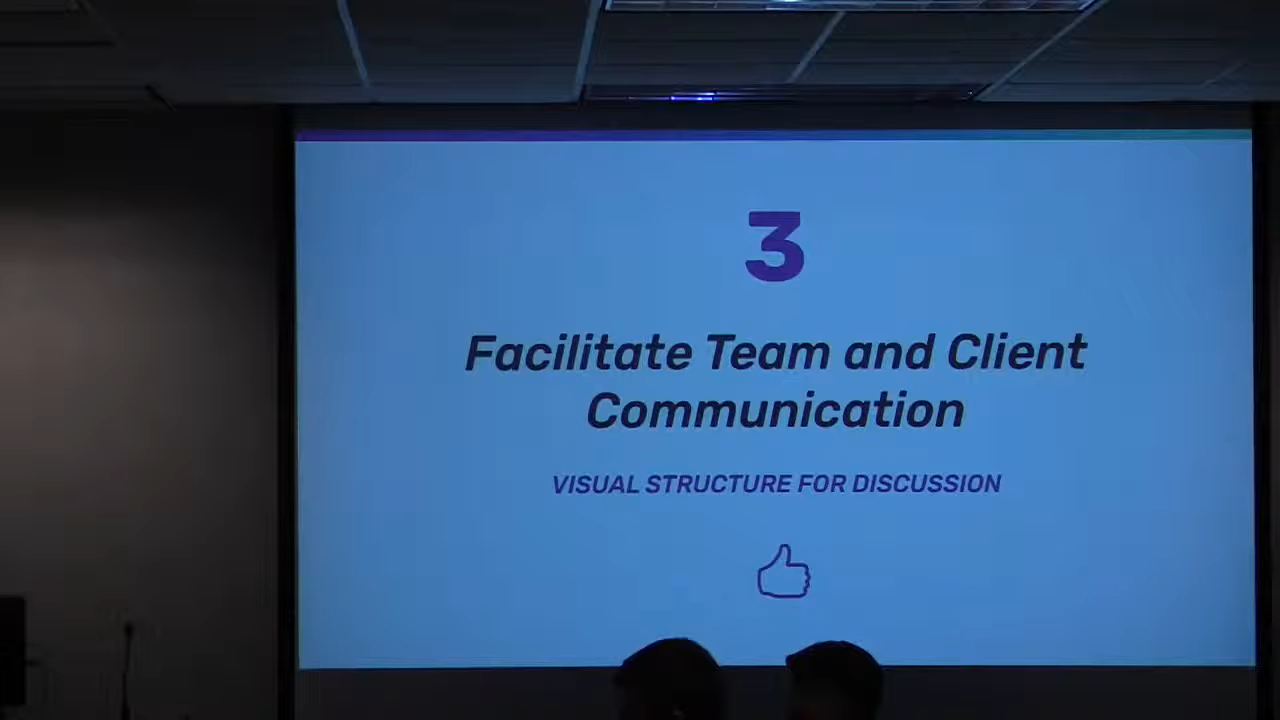 3
Facilitate Team and Client
Communication
VISUAL STRUCTURE FOR DISCUSSION